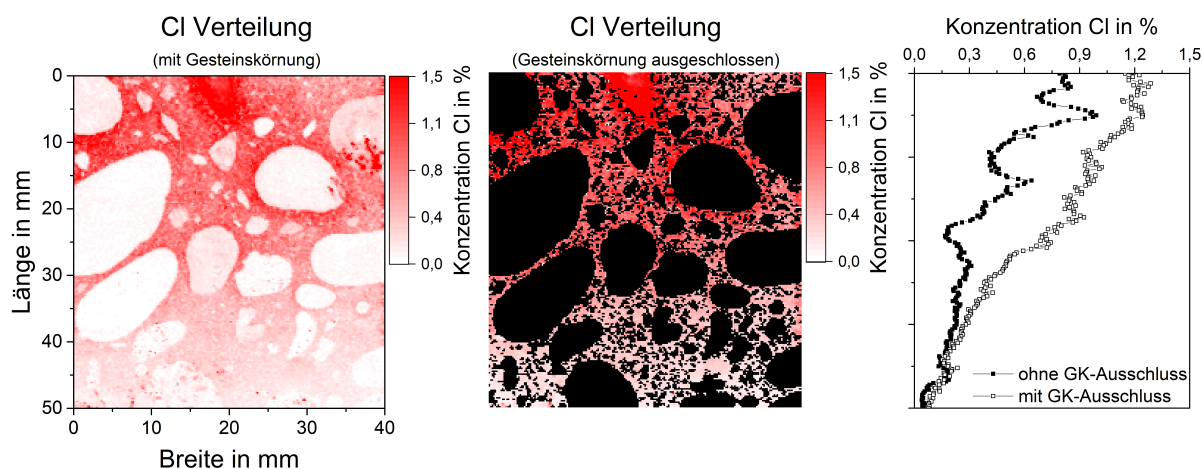 Cl Verteilung
(mit Gesteinskörnung)
0
10
20
30
40
50
Länge in mm
0 10 20 30 40
Breite in mm
1,5
1,1
0,8
0,4
0,0
Konzentration Cl in %
Cl Verteilung
(Gesteinskörnung ausgeschlossen)
1,5
1,1
0,8
0,4
0,0
Konzentration Cl in %
Konzentration Cl in %
0,0 0,3 0,6 0,9 1,2 1,5
ohne GK-Ausschluss
mit GK-Ausschluss